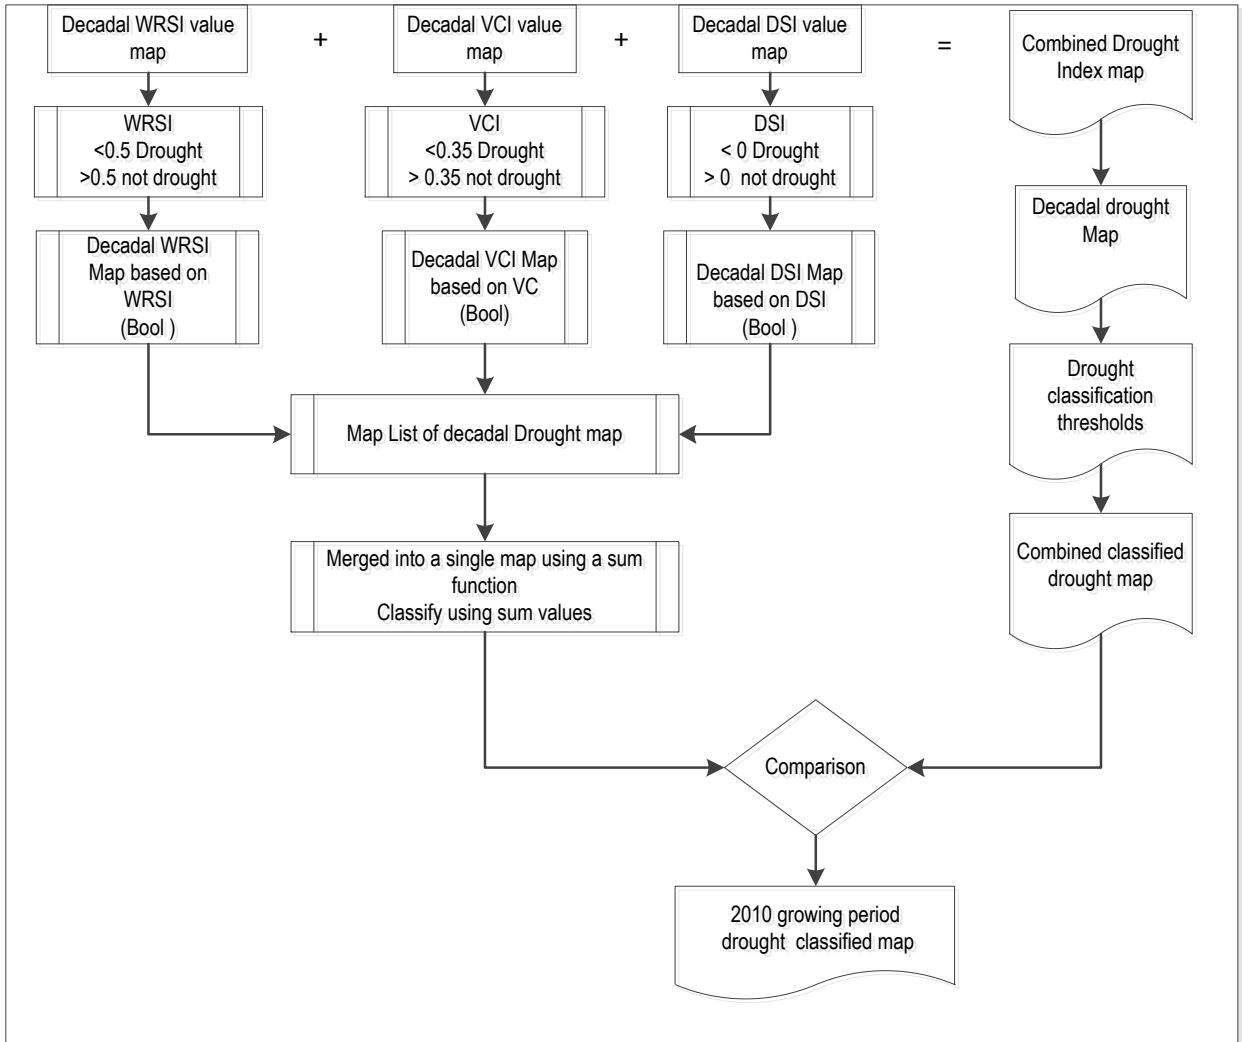 Decadal WRSI value
map
+
Decadal VCI value
map
+
Decadal DSI value
map
=
Combined Drought
Index map
WRSI
<0.5 Drought
>0.5 not drought
VCI
<0.35 Drought
> 0.35 not drought
DSI
< 0 Drought
> 0  not drought
Decadal drought
Map
Decadal WRSI
Map based on
WRSI
(Bool )
Decadal VCI Map
based on VC
(Bool)
Decadal DSI Map
based on DSI
(Bool )
Drought
classification
thresholds
Map List of decadal Drought map
Merged into a single map using a sum
function
Classify using sum values
Combined classified
drought map
Comparison
2010 growing period
drought  classified map